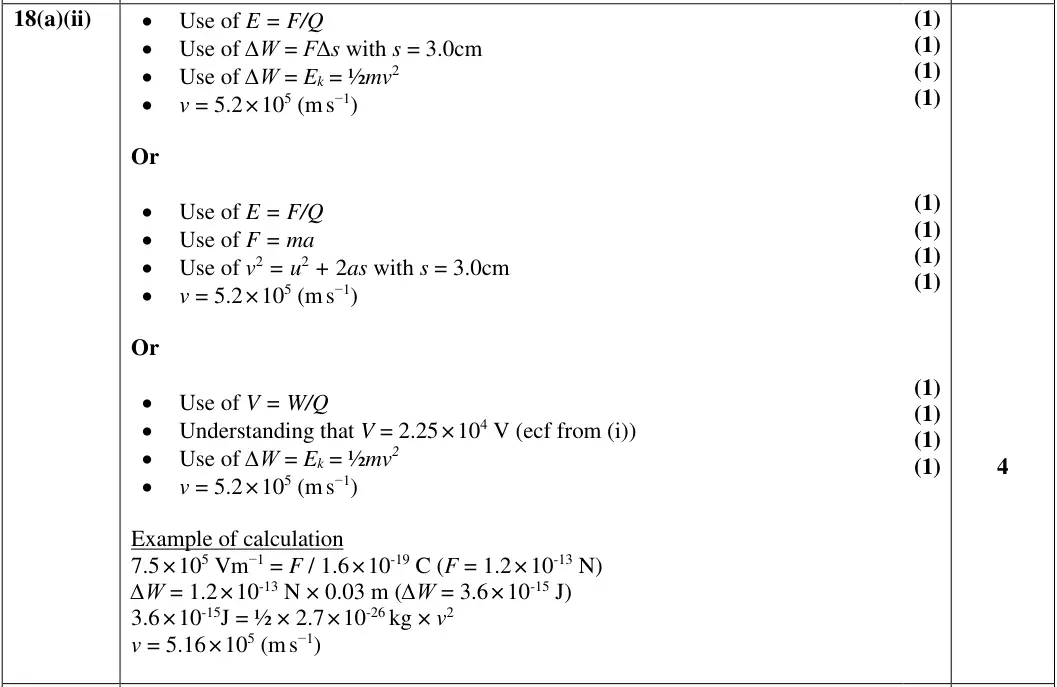 18(a)(ii)
• Use of E = F/Q (1)
• Use of ΔW = FΔs with s = 3.0cm (1)
• Use of ΔW = Eₖ = ½mv² (1)
• v = 5.2×10⁵ (m s⁻¹) (1)
Or
• Use of E = F/Q (1)
• Use of F = ma (1)
• Use of v² = u² + 2as with s = 3.0cm (1)
• v = 5.2×10⁵ (m s⁻¹) (1)
Or
• Use of V = W/Q (1)
• Understanding that V = 2.25×10⁴ V (ecf from (i)) (1)
• Use of ΔW = Eₖ = ½mv² (1)
• v = 5.2×10⁵ (m s⁻¹) (1) 4
Example of calculation
7.5×10⁵ Vm⁻¹ = F / 1.6×10⁻¹⁹ C (F = 1.2×10⁻¹³ N)
ΔW = 1.2×10⁻¹³ N × 0.03 m (ΔW = 3.6×10⁻¹⁵ J)
3.6×10⁻¹⁵J = ½ × 2.7×10⁻²⁶ kg × v²
v = 5.16×10⁵ (m s⁻¹)